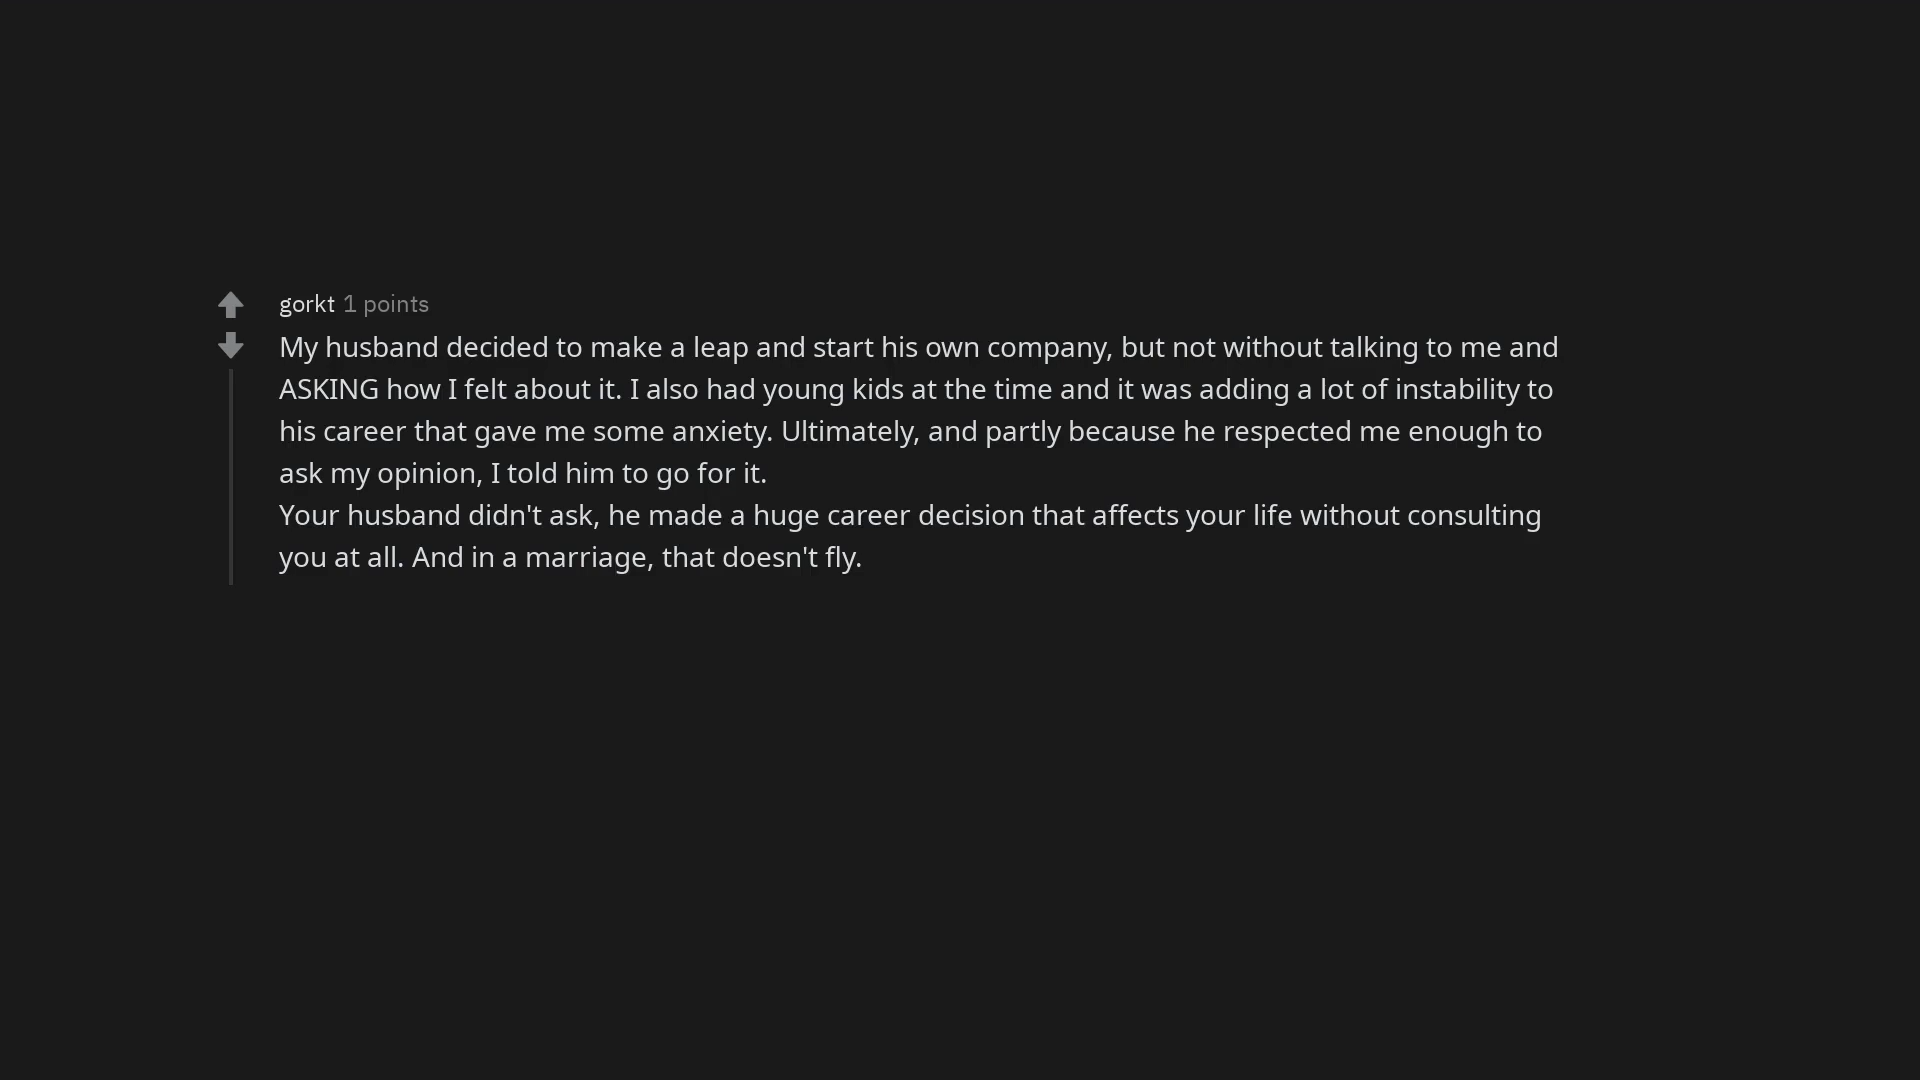 gorkt 1 points
My husband decided to make a leap and start his own company, but not without talking to me and
ASKING how I felt about it. I also had young kids at the time and it was adding a lot of instability to
his career that gave me some anxiety. Ultimately, and partly because he respected me enough to
ask my opinion, I told him to go for it.
Your husband didn't ask, he made a huge career decision that affects your life without consulting
you at all. And in a marriage, that doesn't fly.